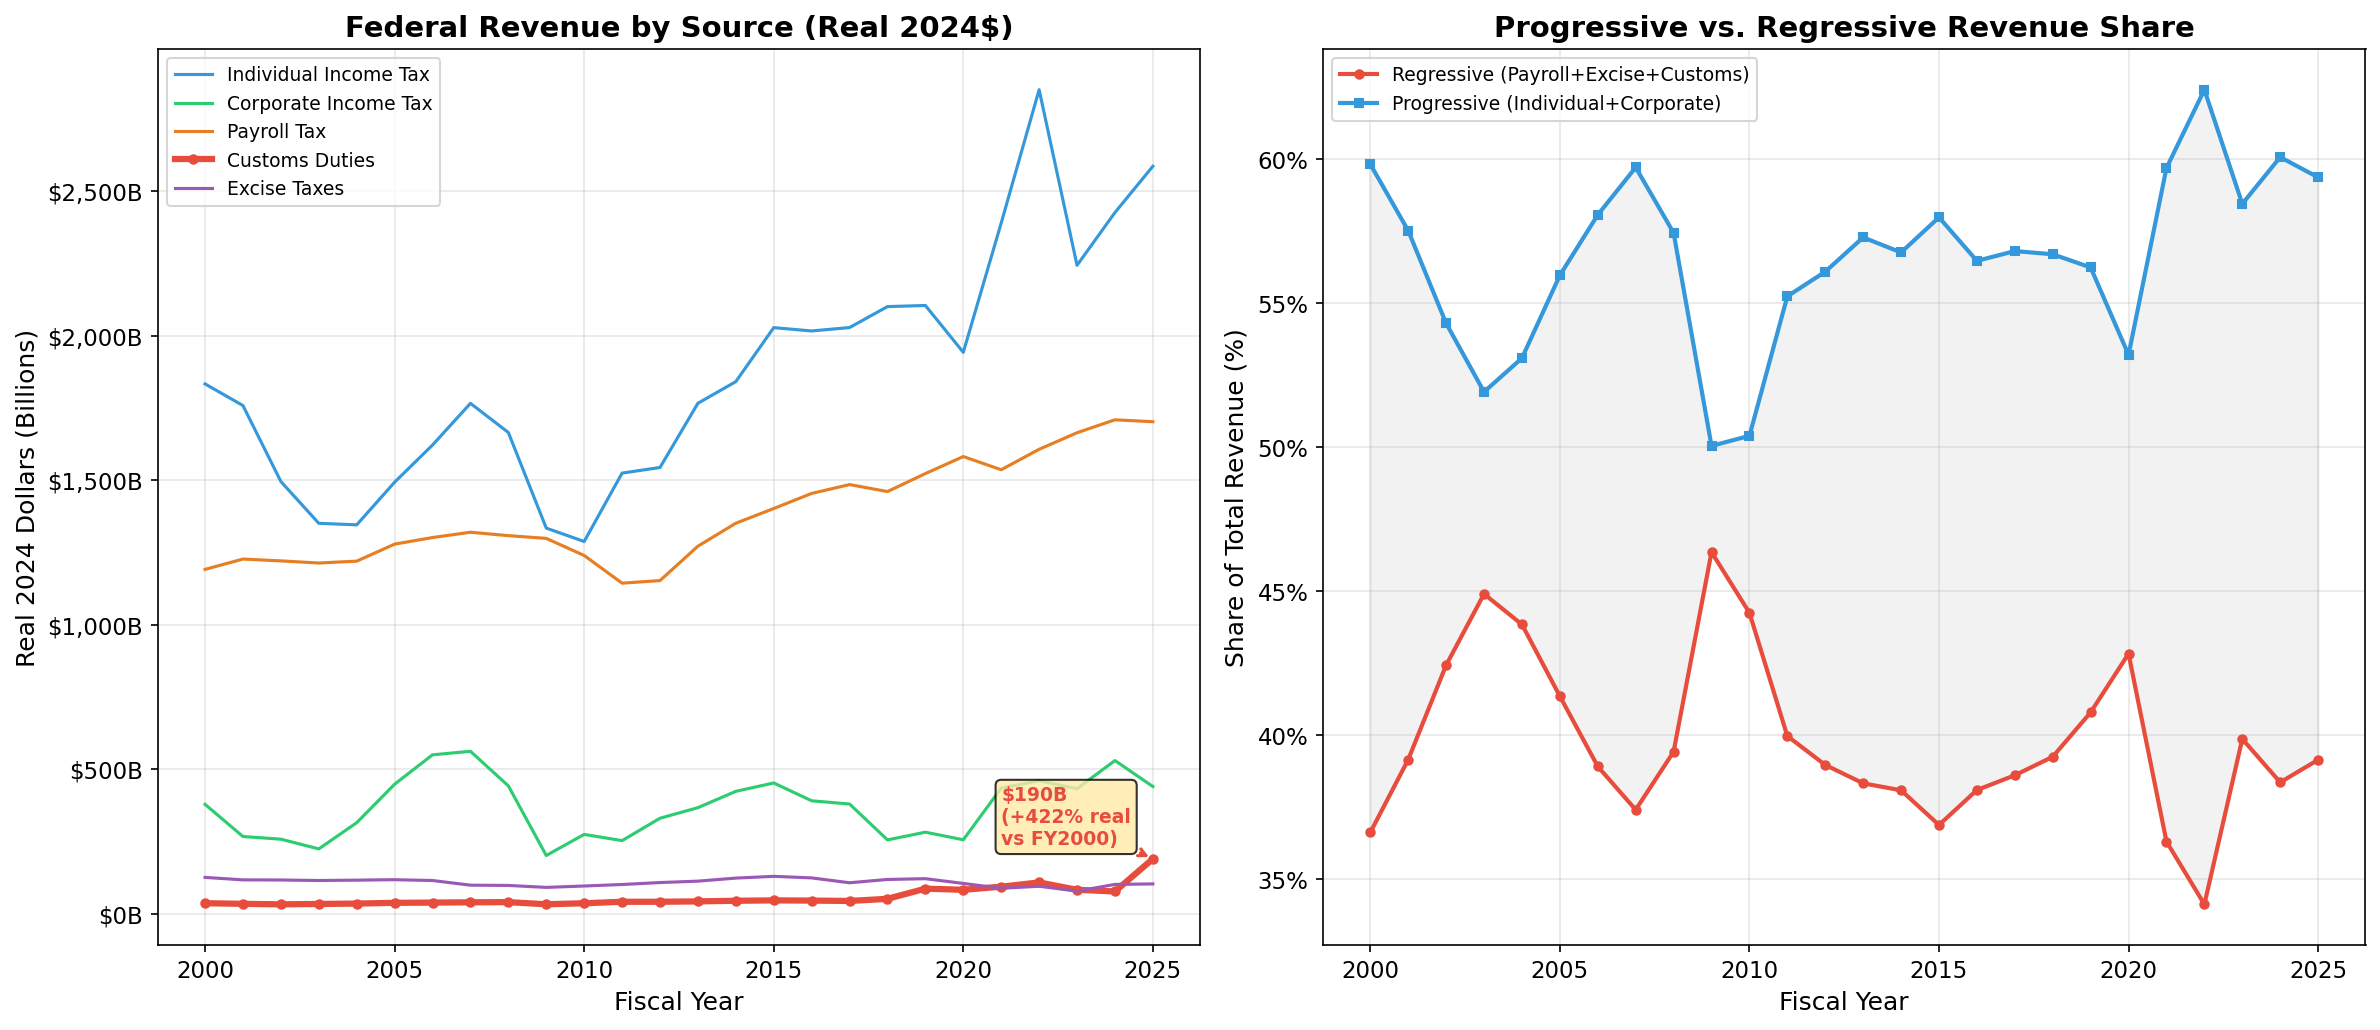 Federal Revenue by Source (Real 2024$)
Individual Income Tax
Corporate Income Tax
Payroll Tax
Customs Duties
Excise Taxes
Real 2024 Dollars (Billions)
$2,500B
$2,000B
$1,500B
$1,000B
$500B
$0B
$190B
(+422% real
vs FY2000)
2000
2005
2010
2015
2020
2025
Fiscal Year
Progressive vs. Regressive Revenue Share
Regressive (Payroll+Excise+Customs)
Progressive (Individual+Corporate)
Share of Total Revenue (%)
60%
55%
50%
45%
40%
35%
2000
2005
2010
2015
2020
2025
Fiscal Year